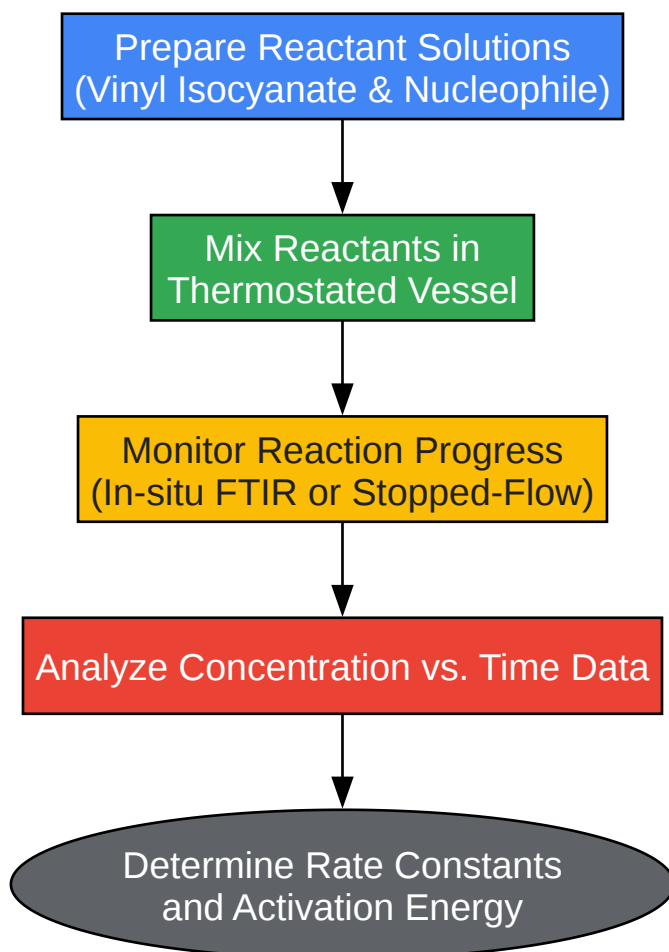 Prepare Reactant Solutions
(Vinyl Isocyanate & Nucleophile)
Mix Reactants in
Thermostated Vessel
Monitor Reaction Progress
(In-situ FTIR or Stopped-Flow)
Analyze Concentration vs. Time Data
Determine Rate Constants
and Activation Energy